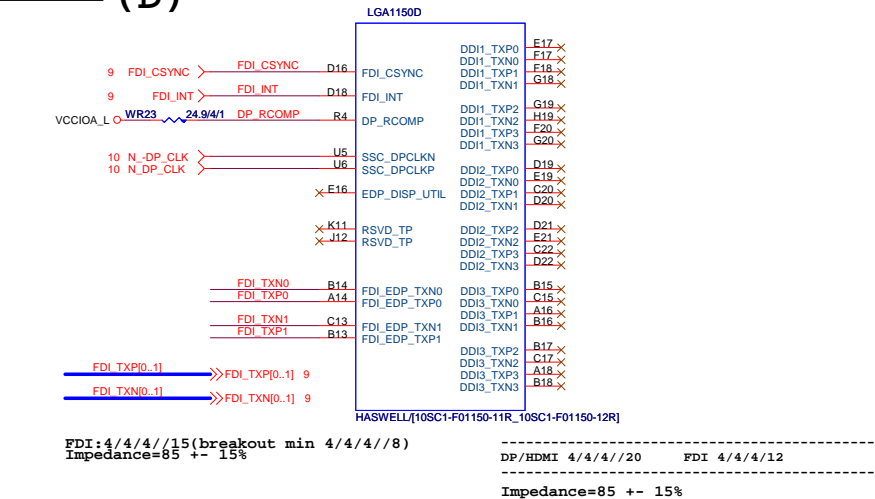 (D)
LGA1150D
9 FDI_CSYNC FDI_CSYNC D16 FDI_CSYNC
9 FDI_INT FDI_INT D18 FDI_INT
VCCIOA_L WR23 24.9/4/1 DP_RCOMP R4 DP_RCOMP
10 N_-DP_CLK U5 SSC_DPCLKN
10 N_DP_CLK U6 SSC_DPCLKP
E16 EDP_DISP_UTIL
K11 RSVD_TP
J12 RSVD_TP
FDI_TXN0 B14 FDI_EDP_TXN0
FDI_TXP0 A14 FDI_EDP_TXP0
FDI_TXN1 C13 FDI_EDP_TXN1
FDI_TXP1 B13 FDI_EDP_TXP1
DDI1_TXP0 E17
DDI1_TXN0 F17
DDI1_TXP1 F18
DDI1_TXN1 G18
DDI1_TXP2 G19
DDI1_TXN2 H19
DDI1_TXP3 F20
DDI1_TXN3 G20
DDI2_TXP0 D19
DDI2_TXN0 E19
DDI2_TXP1 C20
DDI2_TXN1 D20
DDI2_TXP2 D21
DDI2_TXN2 E21
DDI2_TXP3 C22
DDI2_TXN3 D22
DDI3_TXP0 B15
DDI3_TXN0 C15
DDI3_TXP1 A16
DDI3_TXN1 B16
DDI3_TXP2 B17
DDI3_TXN2 C17
DDI3_TXP3 A18
DDI3_TXN3 B18
FDI_TXP[0..1] FDI_TXP[0..1] 9
FDI_TXN[0..1] FDI_TXN[0..1] 9
HASWELL/[10SC1-F01150-11R_10SC1-F01150-12R]
FDI:4/4/4//15(breakout min 4/4/4//8)
Impedance=85 +- 15%
DP/HDMI 4/4/4//20 FDI 4/4/4/12
Impedance=85 +- 15%